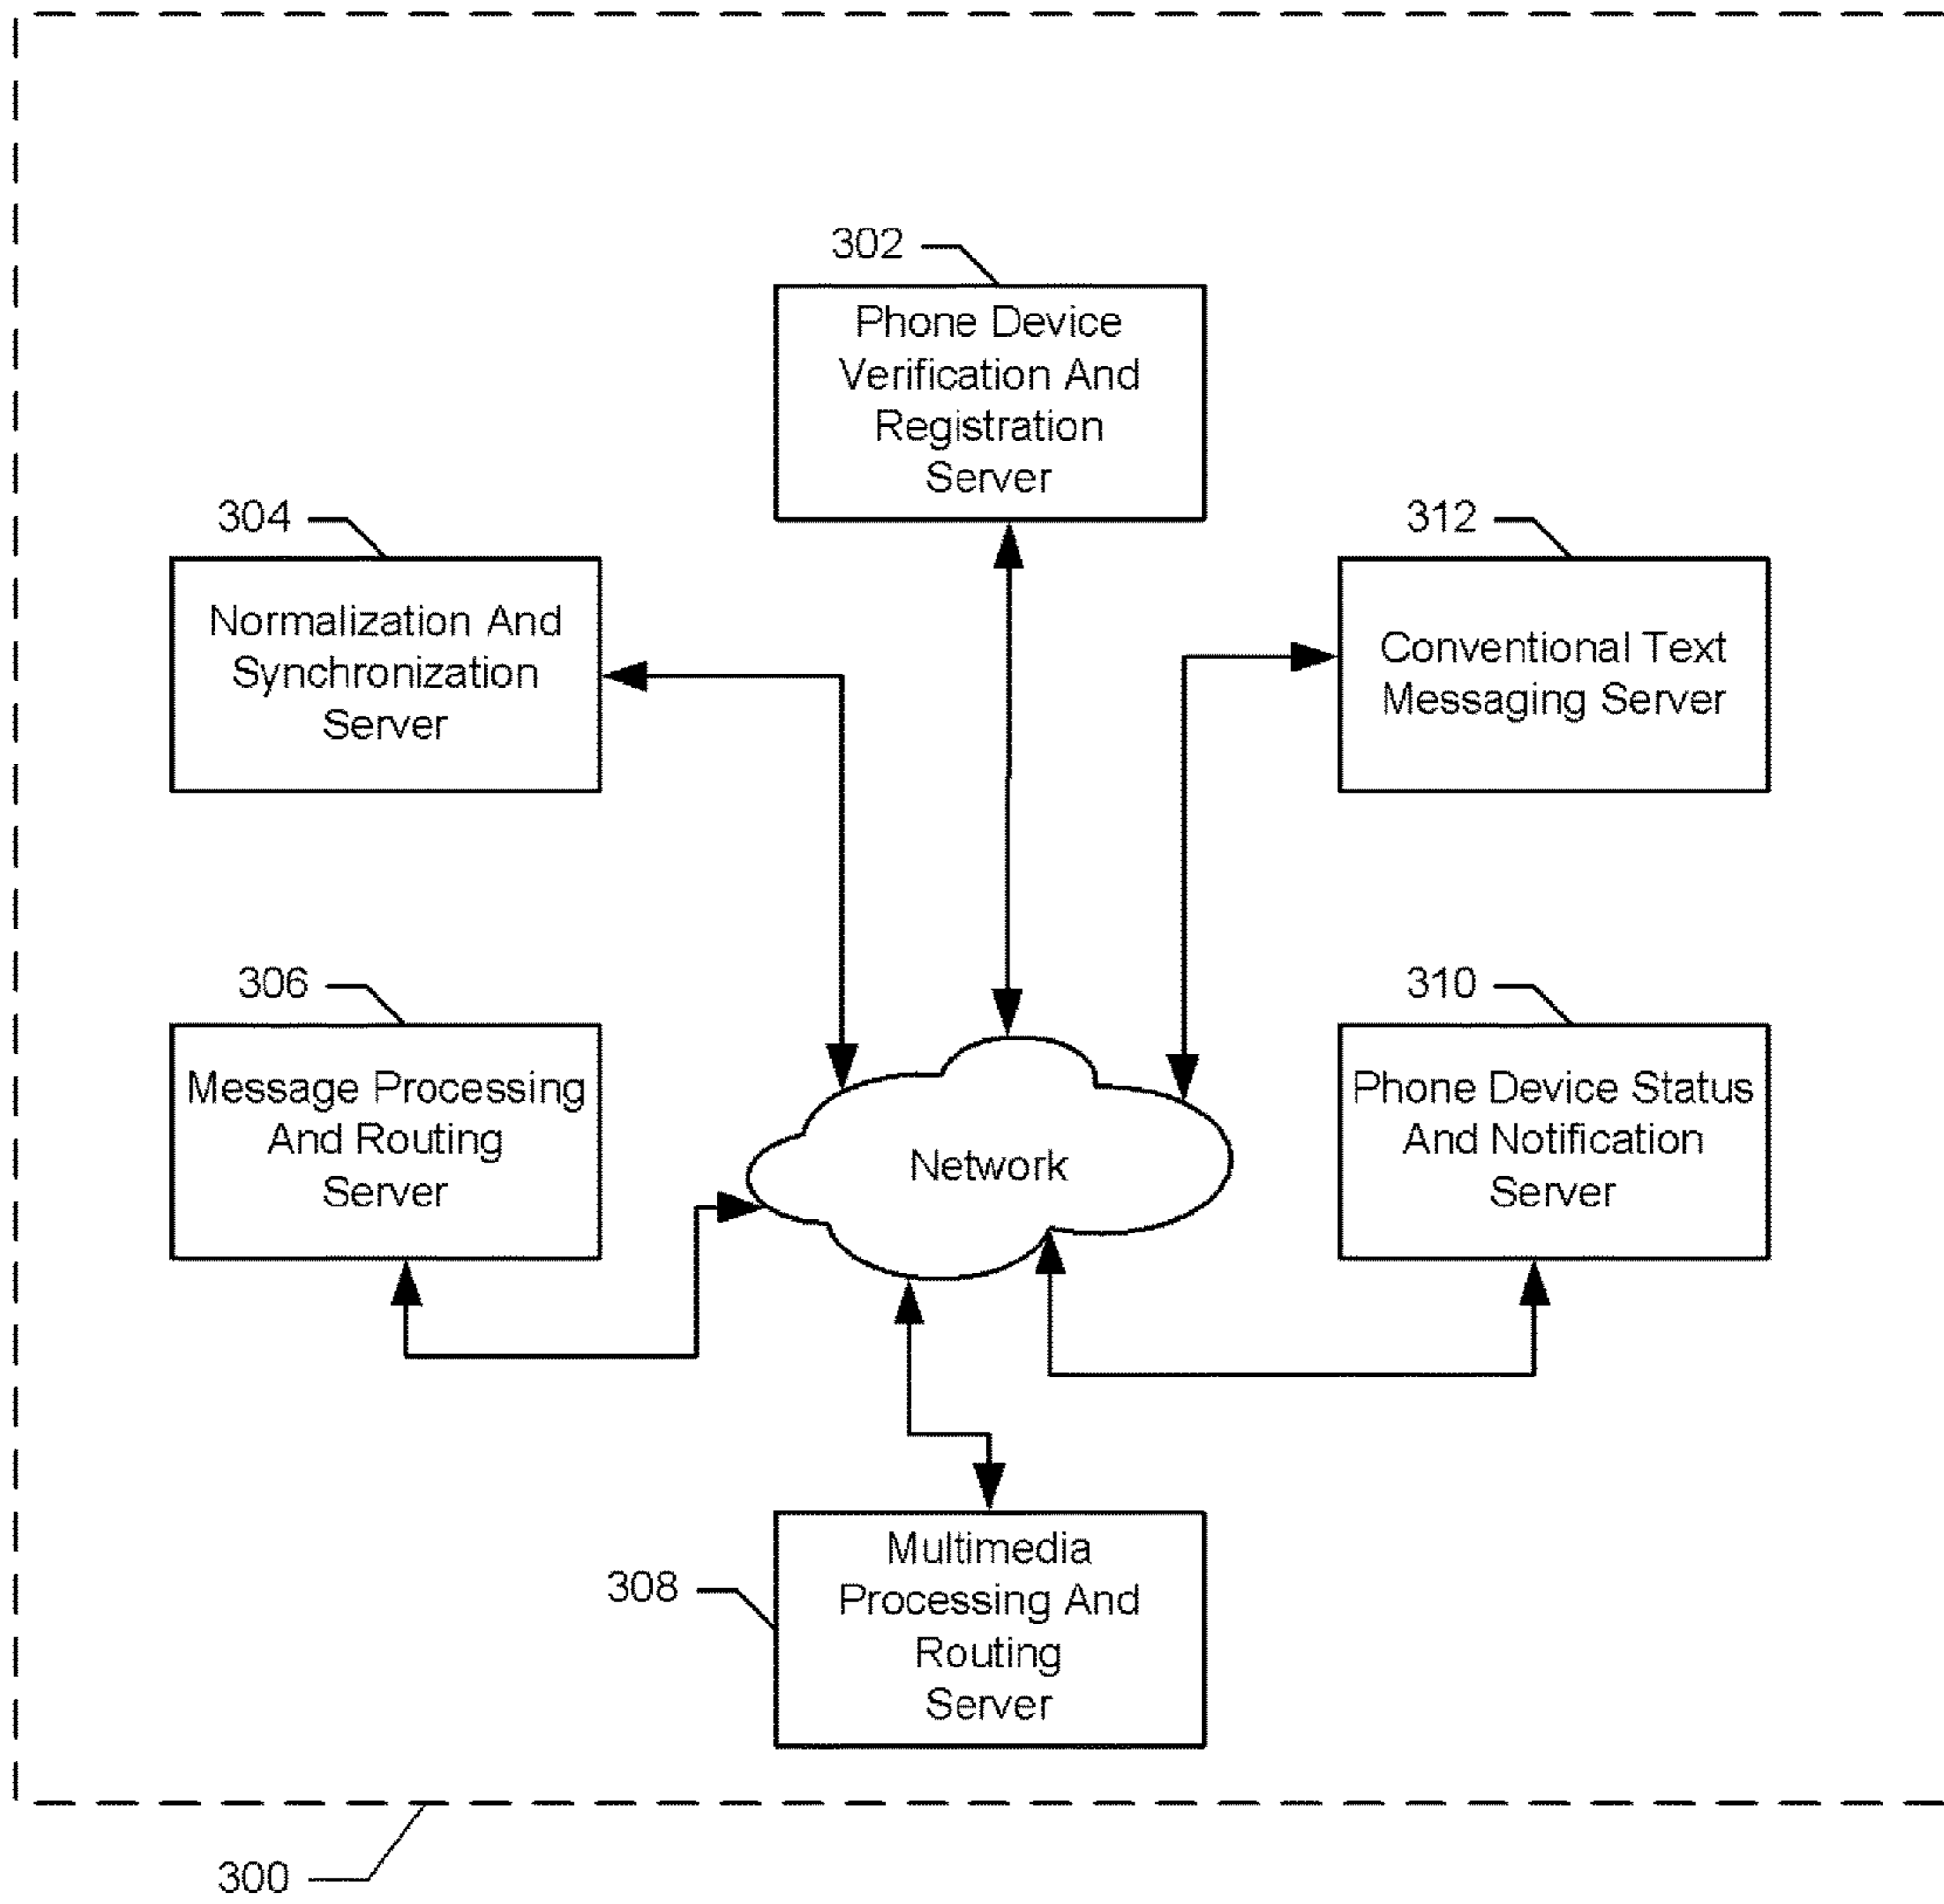 302
Phone Device
Verification And
Registration
Server
304
Normalization And
Synchronization
Server
312
Conventional Text
Messaging Server
306
Message Processing
And Routing
Server
310
Phone Device Status
And Notification
Server
Network
308
Multimedia
Processing And
Routing
Server
300